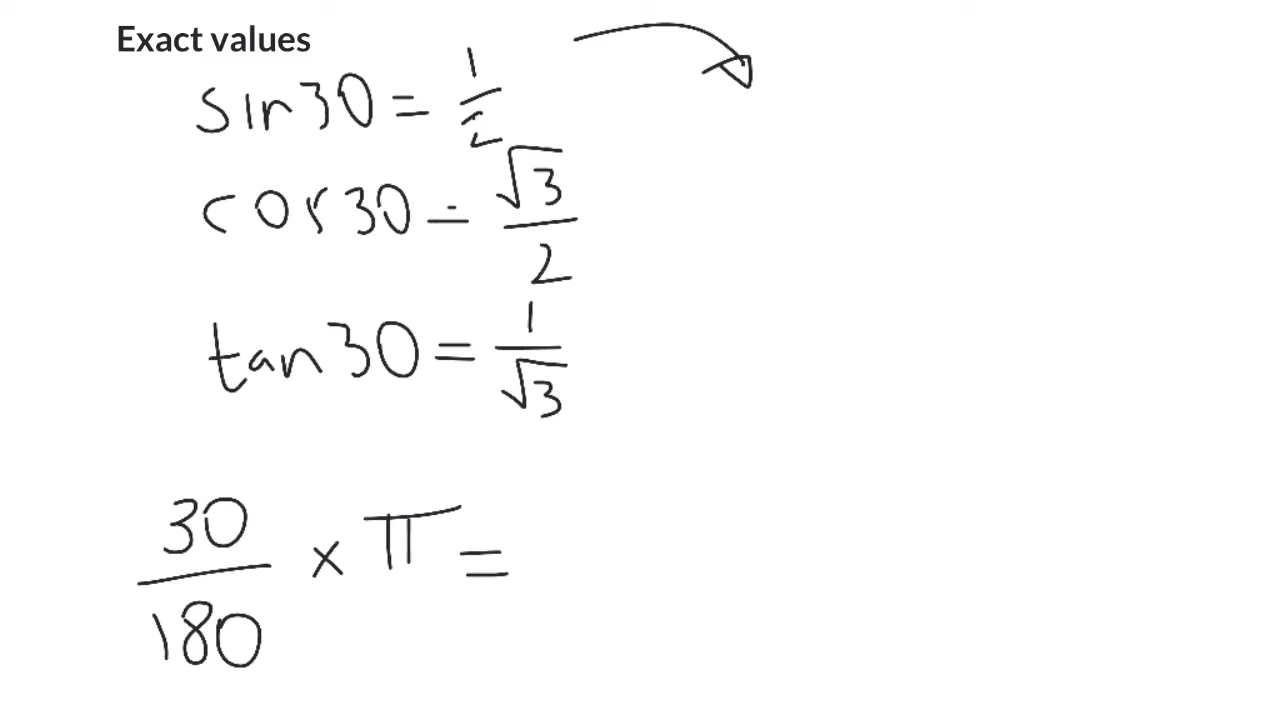 Exact values
sin30 = 1/2
cos30 = √3/2
tan30 = 1/√3
30/180 × π =